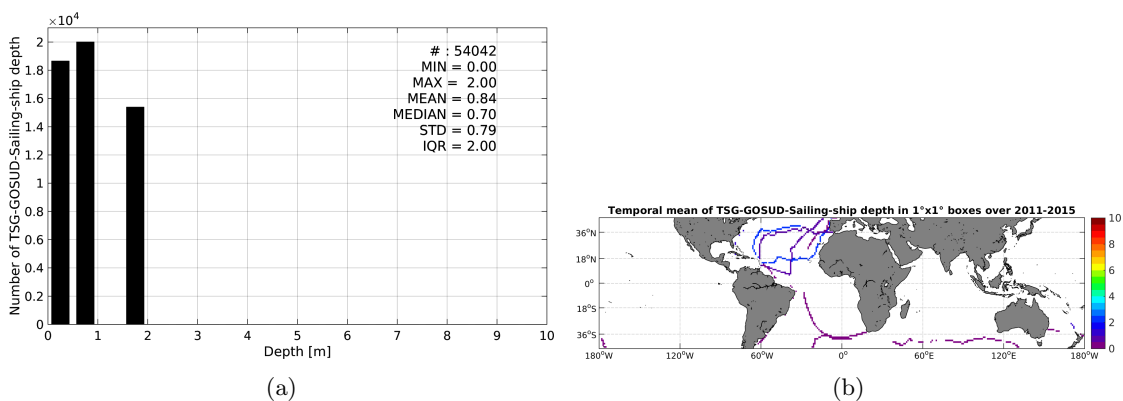 ×10⁴
Number of TSG-GOSUD-Sailing-ship depth
2
1.8
1.6
1.4
1.2
1
0.8
0.6
0.4
0.2
0
# : 54042
MIN = 0.00
MAX = 2.00
MEAN = 0.84
MEDIAN = 0.70
STD = 0.79
IQR = 2.00
0 1 2 3 4 5 6 7 8 9 10
Depth [m]
(a)
Temporal mean of TSG-GOSUD-Sailing-ship depth in 1°x1° boxes over 2011-2015
36°N
18°N
0°
18°S
36°S
180°W 120°W 60°W 0° 60°E 120°E 180°W
10
8
6
4
2
0
(b)